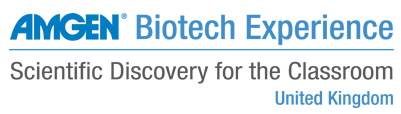 AMGEN® Biotech Experience
Scientific Discovery for the Classroom
United Kingdom